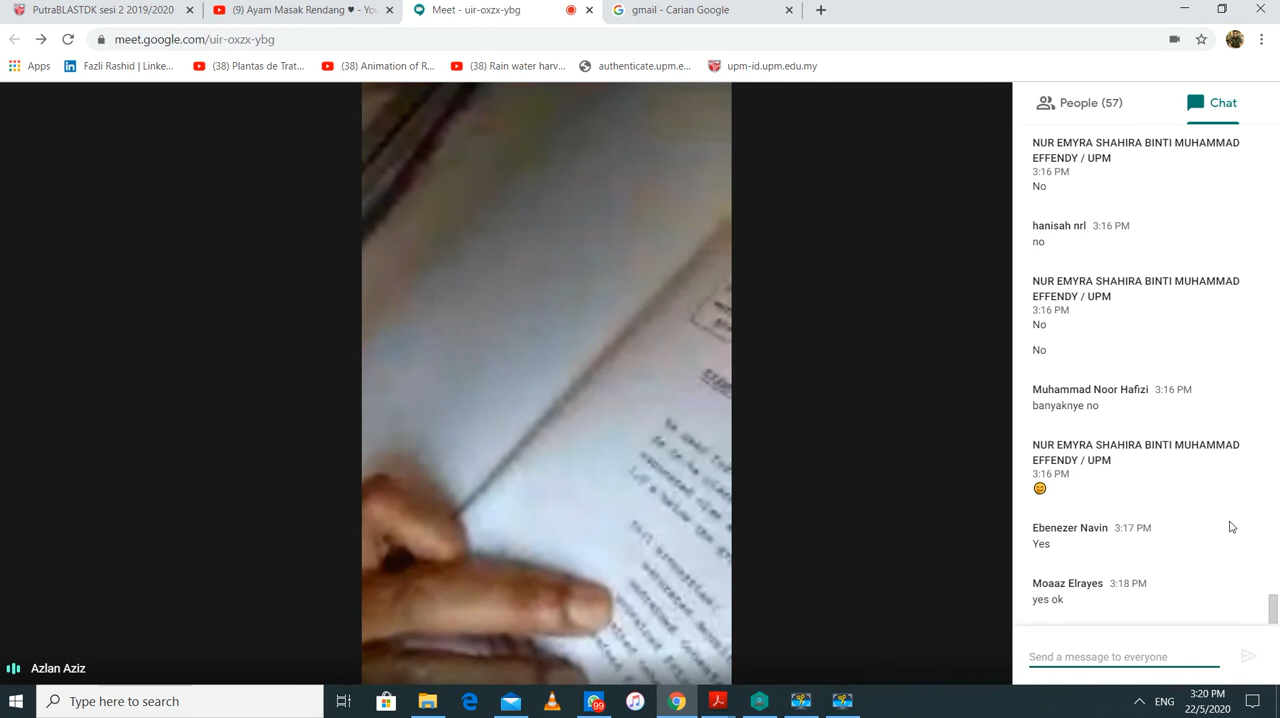 PutraBLASTDK sesi 2 2019/2020
(9) Ayam Masak Rendang ♥ - You
Meet - uir-oxzx-ybg
gmail - Carian Google
meet.google.com/uir-oxzx-ybg
Apps
Fazli Rashid | Linke...
(38) Plantas de Trat...
(38) Animation of R...
(38) Rain water harv...
authenticate.upm.e...
upm-id.upm.edu.my
People (57)
Chat
NUR EMYRA SHAHIRA BINTI MUHAMMAD
EFFENDY / UPM
3:16 PM
No
hanisah nrl 3:16 PM
no
NUR EMYRA SHAHIRA BINTI MUHAMMAD
EFFENDY / UPM
3:16 PM
No
No
Muhammad Noor Hafizi 3:16 PM
banyaknye no
NUR EMYRA SHAHIRA BINTI MUHAMMAD
EFFENDY / UPM
3:16 PM
Ebenezer Navin 3:17 PM
Yes
Moaaz Elrayes 3:18 PM
yes ok
Send a message to everyone
Azlan Aziz
Type here to search
99
ENG
3:20 PM
22/5/2020